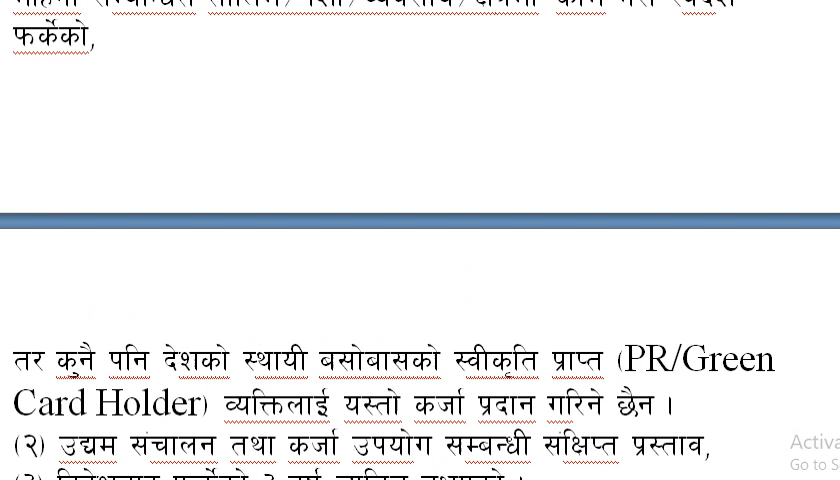 फर्केको,
तर कुनै पनि देशको स्थायी बसोबासको स्वीकृति प्राप्त (PR/Green
Card Holder) व्यक्तिलाई यस्तो कर्जा प्रदान गरिने छैन ।
(२) उद्यम संचालन तथा कर्जा उपयोग सम्बन्धी संक्षिप्त प्रस्ताव,
Activa
Go to S